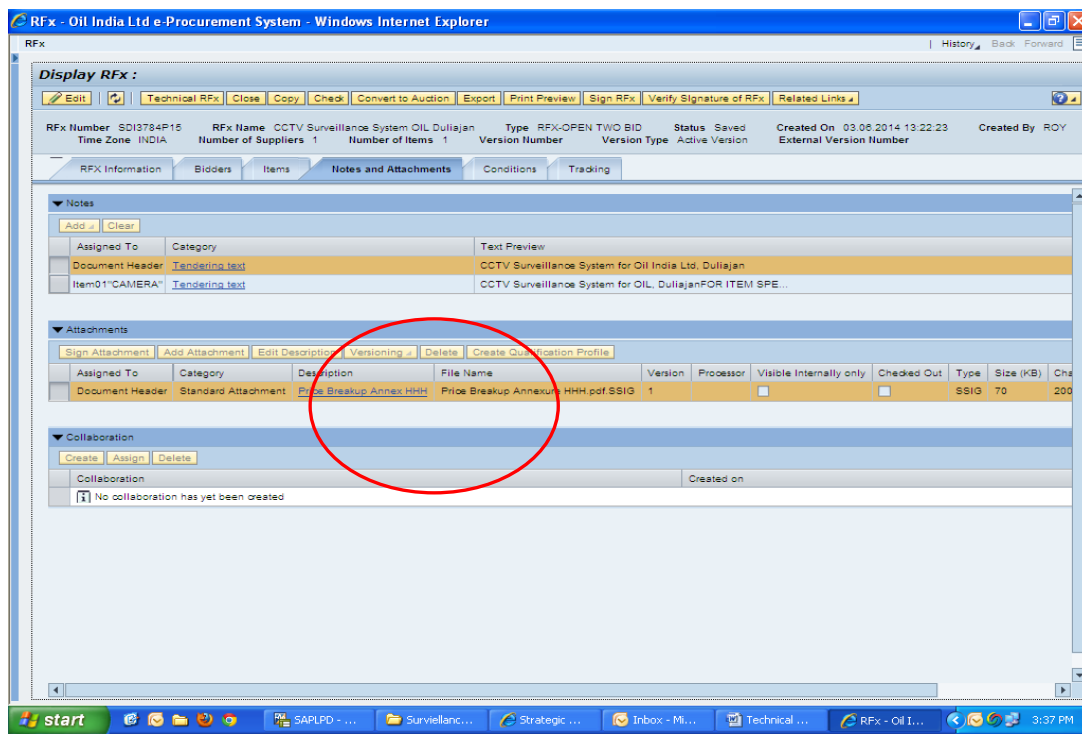 RFx - Oil India Ltd e-Procurement System - Windows Internet Explorer
RFx | History Back Forward
Display RFx :
Edit | Technical RFx Close Copy Check Convert to Auction Export Print Preview Sign RFx Verify Signature of RFx Related Links
RFx Number SDI3784P15 RFx Name CCTV Surveillance System OIL Duliajan Type RFX-OPEN TWO BID Status Saved Created On 03.06.2014 13:22:23 Created By ROY
Time Zone INDIA Number of Suppliers 1 Number of Items 1 Version Number Version Type Active Version External Version Number
RFX Information Bidders Items Notes and Attachments Conditions Tracking
Notes
Add Clear
Assigned To Category Text Preview
Document Header Tendering text CCTV Surveillance System for Oil India Ltd, Duliajan
Item01"CAMERA" Tendering text CCTV Surveillance System for OIL, DuliajanFOR ITEM SPE...
Attachments
Sign Attachment Add Attachment Edit Description Versioning Delete Create Qualification Profile
Assigned To Category Description File Name Version Processor Visible Internally only Checked Out Type Size (KB) Cha
Document Header Standard Attachment Price Breakup Annex HHH Price Breakup Annexure HHH.pdf.SSIG 1 SSIG 70 200
Collaboration
Create Assign Delete
Collaboration Created on
No collaboration has yet been created
start SAPLPD - ... Surviellanc... Strategic ... Inbox - Mi... Technical ... RFx - Oil I... 3:37 PM